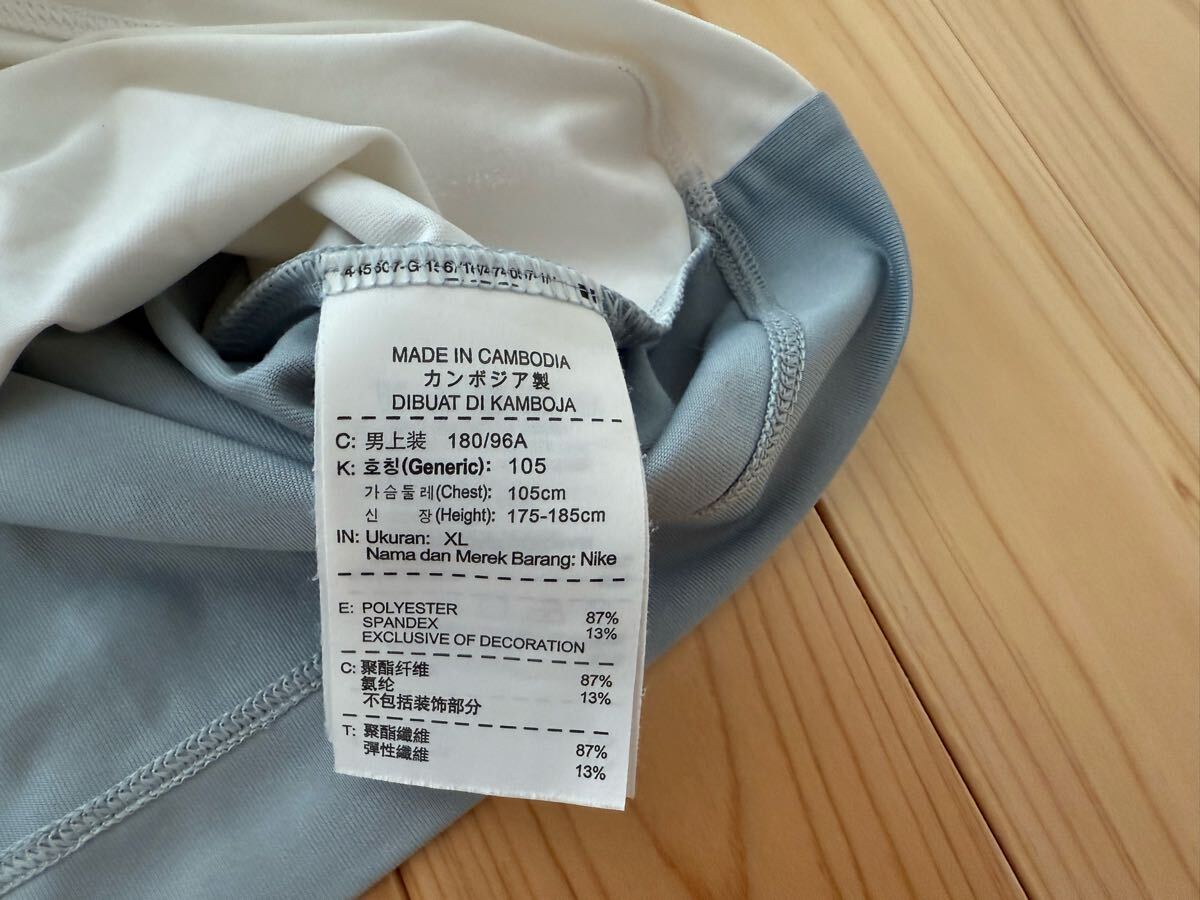 MADE IN CAMBODIA
カンボジア製
DIBUAT DI KAMBOJA
C: 男上装 180/96A
K: 호칭(Generic): 105
가슴둘레(Chest): 105cm
신 장(Height): 175-185cm
IN: Ukuran: XL
Nama dan Merek Barang: Nike
E: POLYESTER 87%
SPANDEX 13%
EXCLUSIVE OF DECORATION
C: 聚酯纤维 87%
氨纶 13%
不包括装饰部分
T: 聚酯纖維 87%
彈性纖維 13%